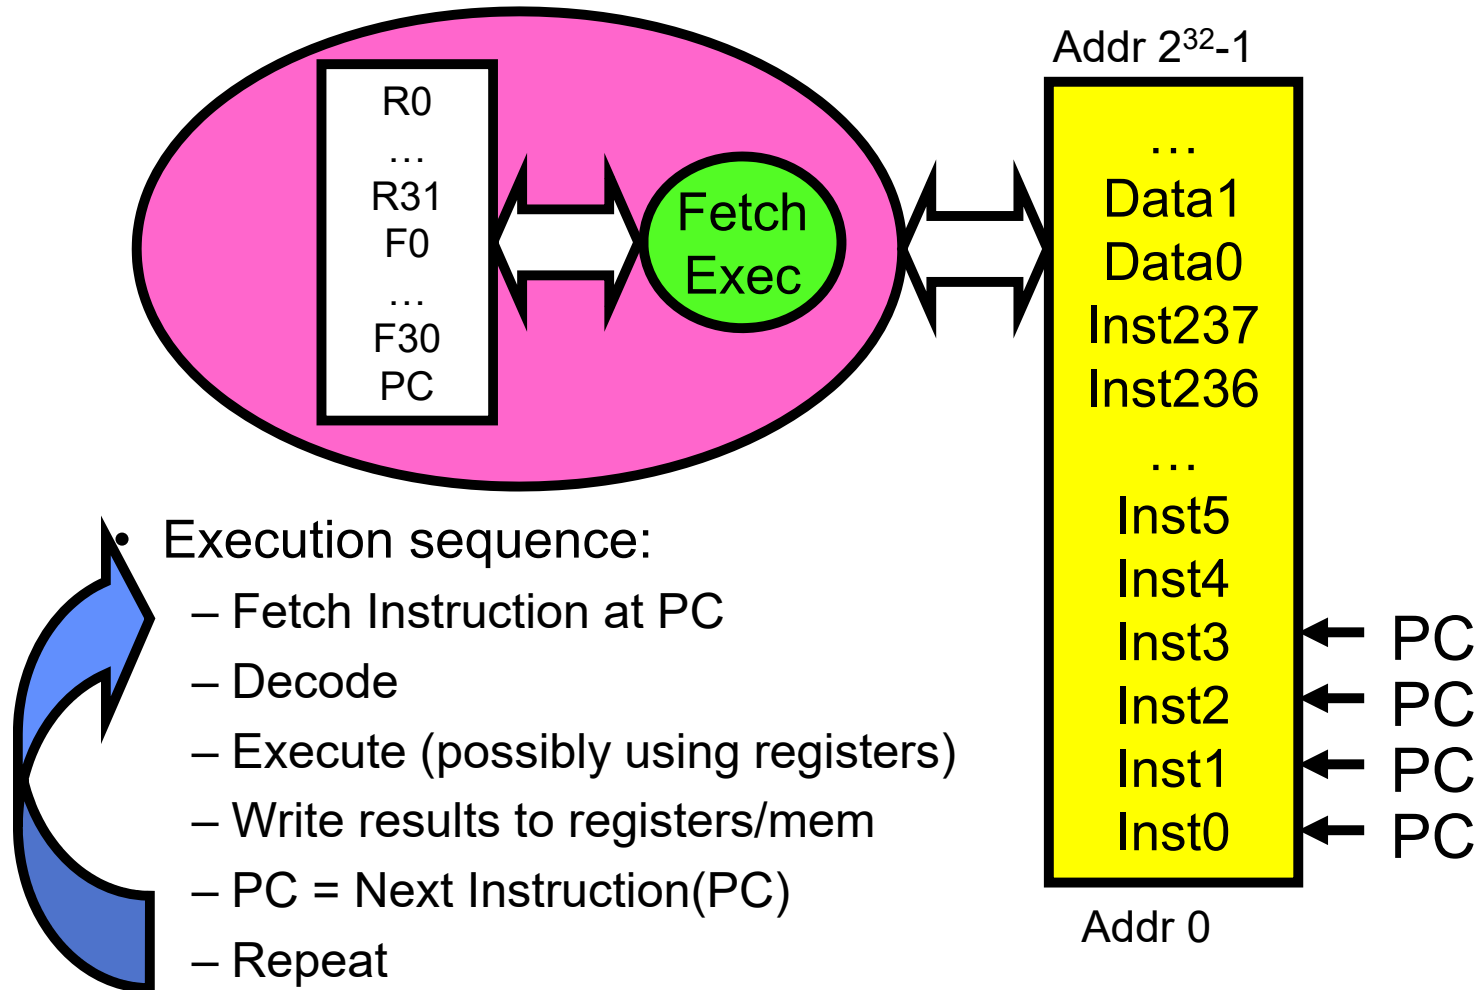 R0
…
R31
F0
…
F30
PC
Fetch
Exec
Addr 2³²-1
…
Data1
Data0
Inst237
Inst236
…
Inst5
Inst4
Inst3
Inst2
Inst1
Inst0
Addr 0
PC
PC
PC
PC
• Execution sequence:
– Fetch Instruction at PC
– Decode
– Execute (possibly using registers)
– Write results to registers/mem
– PC = Next Instruction(PC)
– Repeat